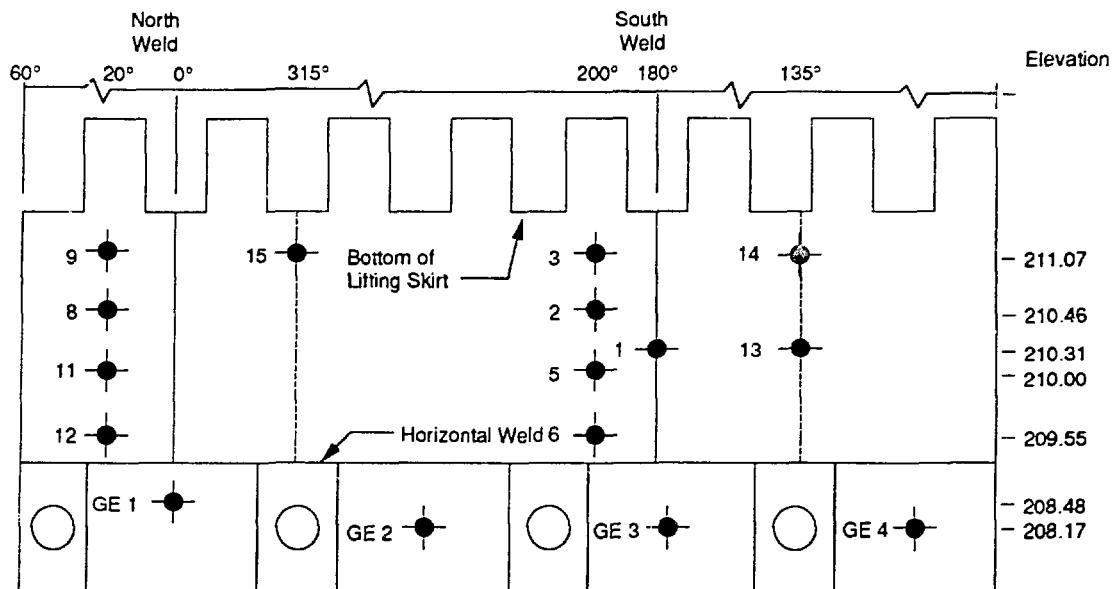 North
Weld
South
Weld
Elevation
60° 20° 0° 315° 200° 180° 135°
9 15 Bottom of
Lifting Skirt 3 14 211.07
8 2 210.46
1 13 210.31
11 5 210.00
12 Horizontal Weld 6 209.55
GE 1 208.48
GE 2 GE 3 GE 4 208.17